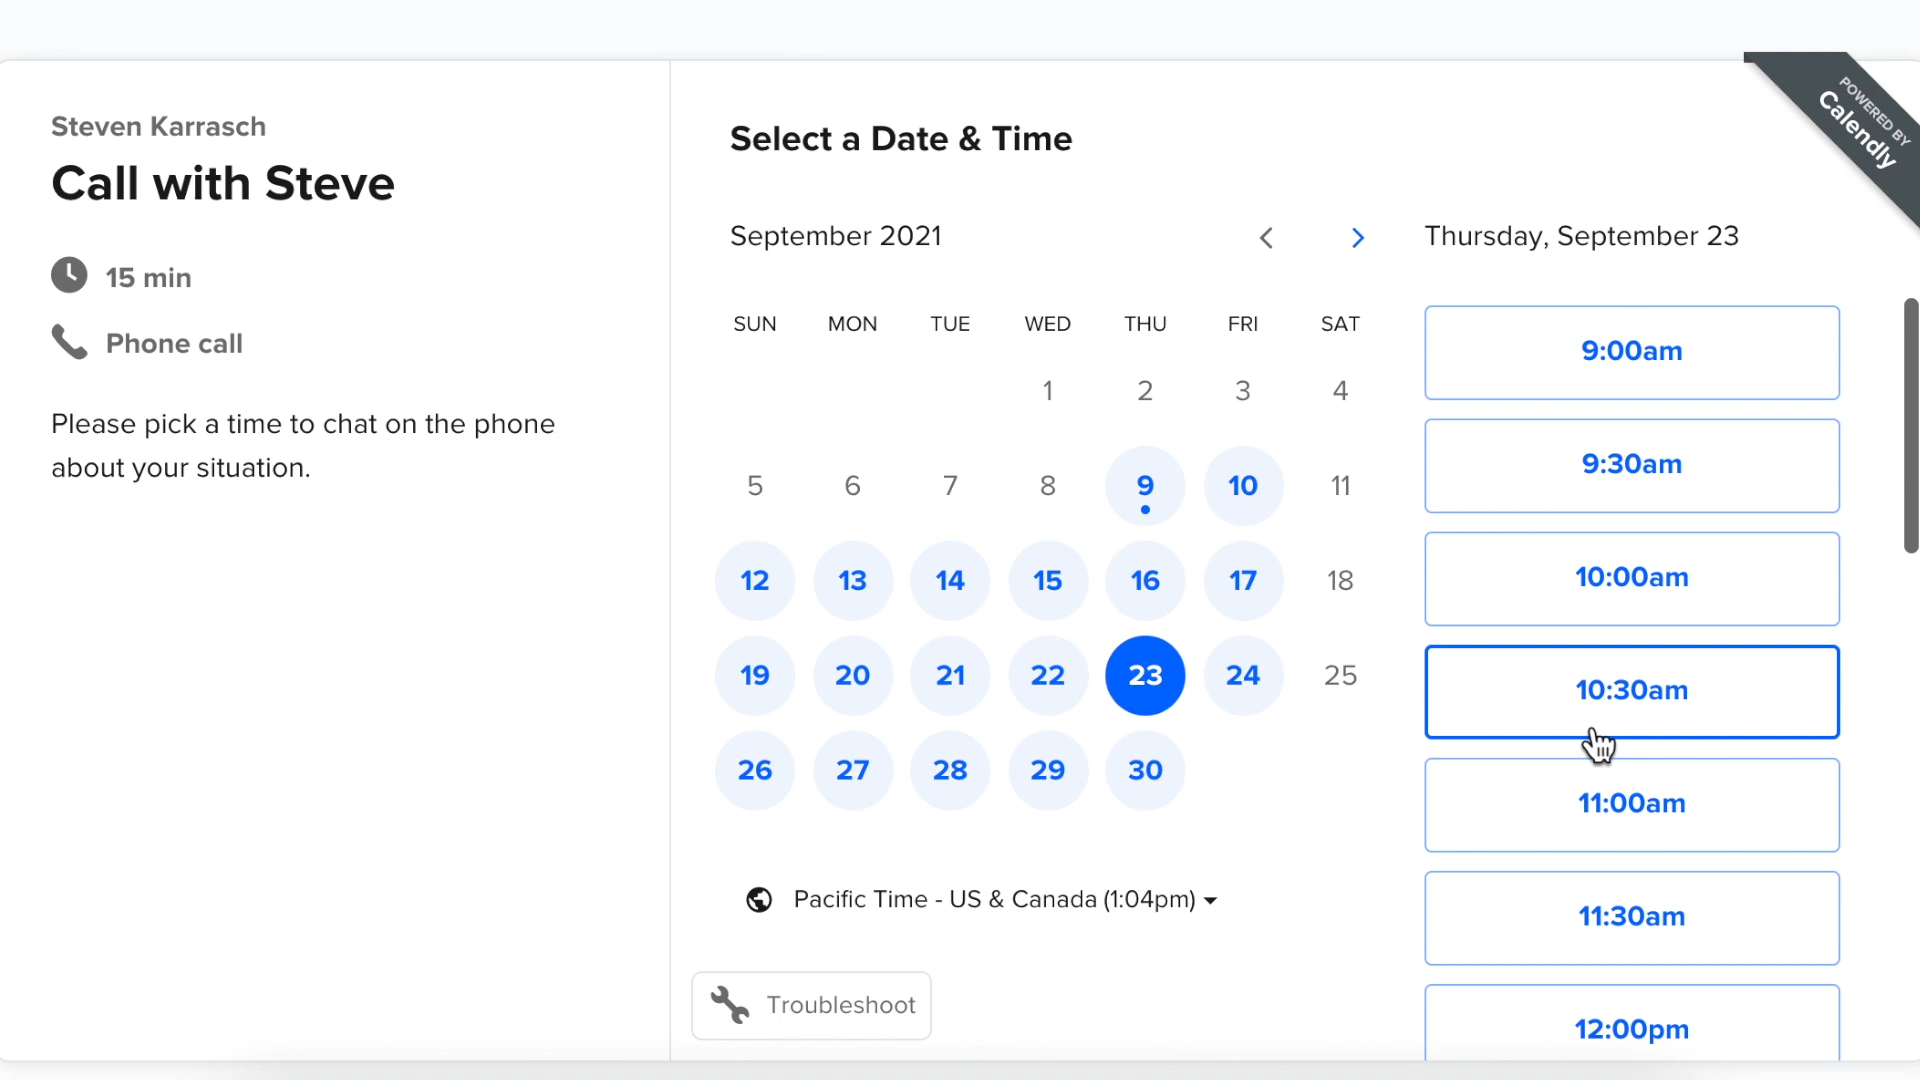 Steven Karrasch
Call with Steve
15 min
Phone call
Please pick a time to chat on the phone
about your situation.
Select a Date & Time
September 2021
SUN MON TUE WED THU FRI SAT
1 2 3 4
5 6 7 8 9 10 11
12 13 14 15 16 17 18
19 20 21 22 23 24 25
26 27 28 29 30
Pacific Time - US & Canada (1:04pm)
Troubleshoot
Thursday, September 23
9:00am
9:30am
10:00am
10:30am
11:00am
11:30am
12:00pm
POWERED BY
Calendly